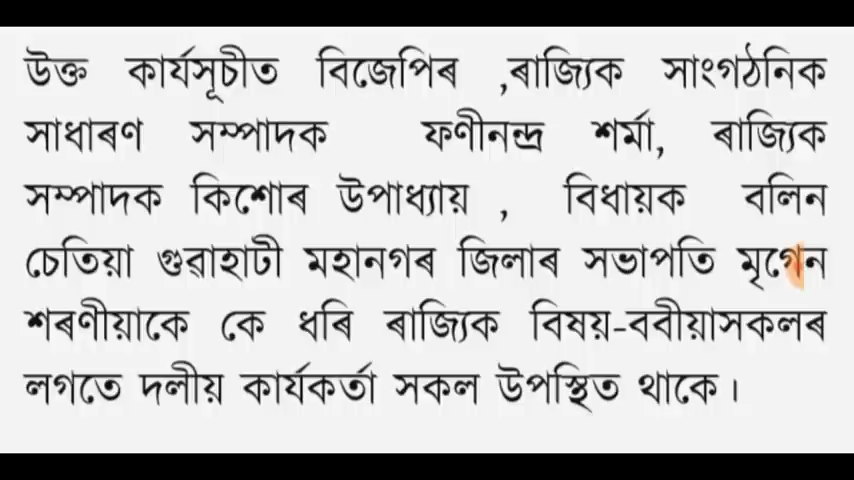 উক্ত কাৰ্যসূচীত বিজেপিৰ ,ৰাজ্যিক সাংগঠনিক
সাধাৰণ সম্পাদক ফণীনন্দ্ৰ শৰ্মা, ৰাজ্যিক
সম্পাদক কিশোৰ উপাধ্যায় , বিধায়ক বলিন
চেতিয়া গুৱাহাটী মহানগৰ জিলাৰ সভাপতি মৃগেন
শৰণীয়াকে কে ধৰি ৰাজ্যিক বিষয়-ববীয়াসকলৰ
লগতে দলীয় কাৰ্যকৰ্তা সকল উপস্থিত থাকে।